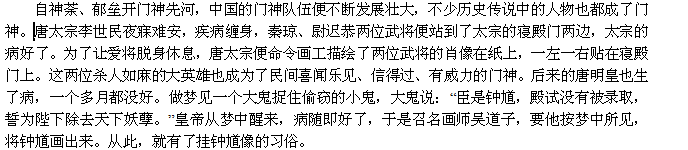 自神荼、郁垒开门神先河，中国的门神队伍便不断发展壮大，不少历史传说中的人物也都成了门
神。唐太宗李世民夜寐难安，疾病缠身，秦琼、尉迟恭两位武将便站到了太宗的寝殿门两边，太宗的
病好了。为了让爱将脱身休息，唐太宗便命令画工描绘了两位武将的肖像在纸上，一左一右贴在寝殿
门上。这两位杀人如麻的大英雄也成为了民间喜闻乐见、信得过、有威力的门神。后来的唐明皇也生
了病，一个多月都没好。做梦见一个大鬼捉住偷窃的小鬼，大鬼说：“臣是钟馗，殿试没有被录取，
誓为陛下除去天下妖孽。”皇帝从梦中醒来，病随即好了，于是召名画师吴道子，要他按梦中所见，
将钟馗画出来。从此，就有了挂钟馗像的习俗。